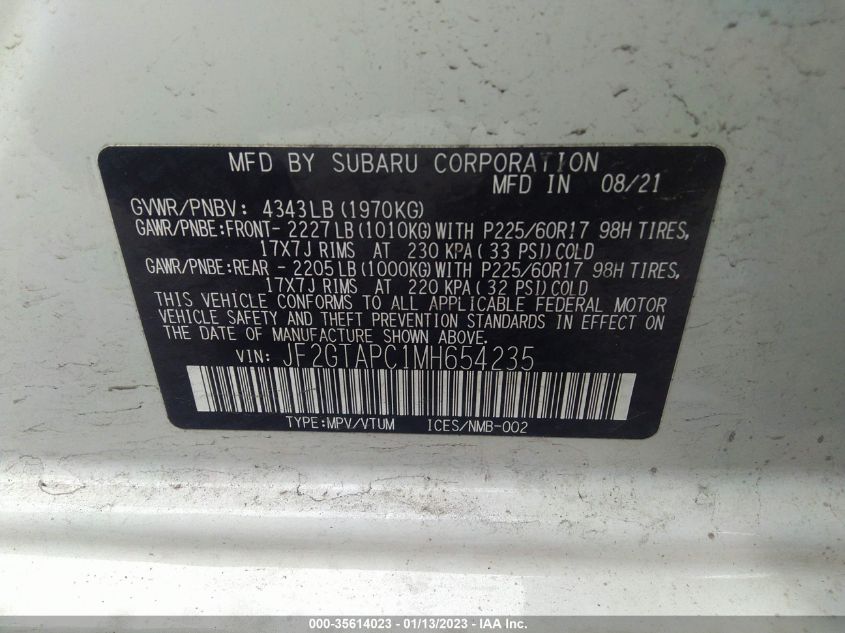 MFD BY SUBARU CORPORATION
MFD IN 08/21
GVWR/PNBV: 4343LB (1970KG)
GAWR/PNBE:FRONT- 2227 LB (1010KG) WITH P225/60R17 98H TIRES,
17X7J RIMS AT 230 KPA ( 33 PSI) COLD
GAWR/PNBE:REAR - 2205 LB (1000KG) WITH P225/60R17 98H TIRES,
17X7J RIMS AT 220 KPA ( 32 PSI) COLD
THIS VEHICLE CONFORMS TO ALL APPLICABLE FEDERAL MOTOR
VEHICLE SAFETY AND THEFT PREVENTION STANDARDS IN EFFECT ON
THE DATE OF MANUFACTURE SHOWN ABOVE.
VIN: JF2GTAPC1MH654235
TYPE:MPV/VTUM ICES/NMB-002
000-35614023 - 01/13/2023 - IAA Inc.